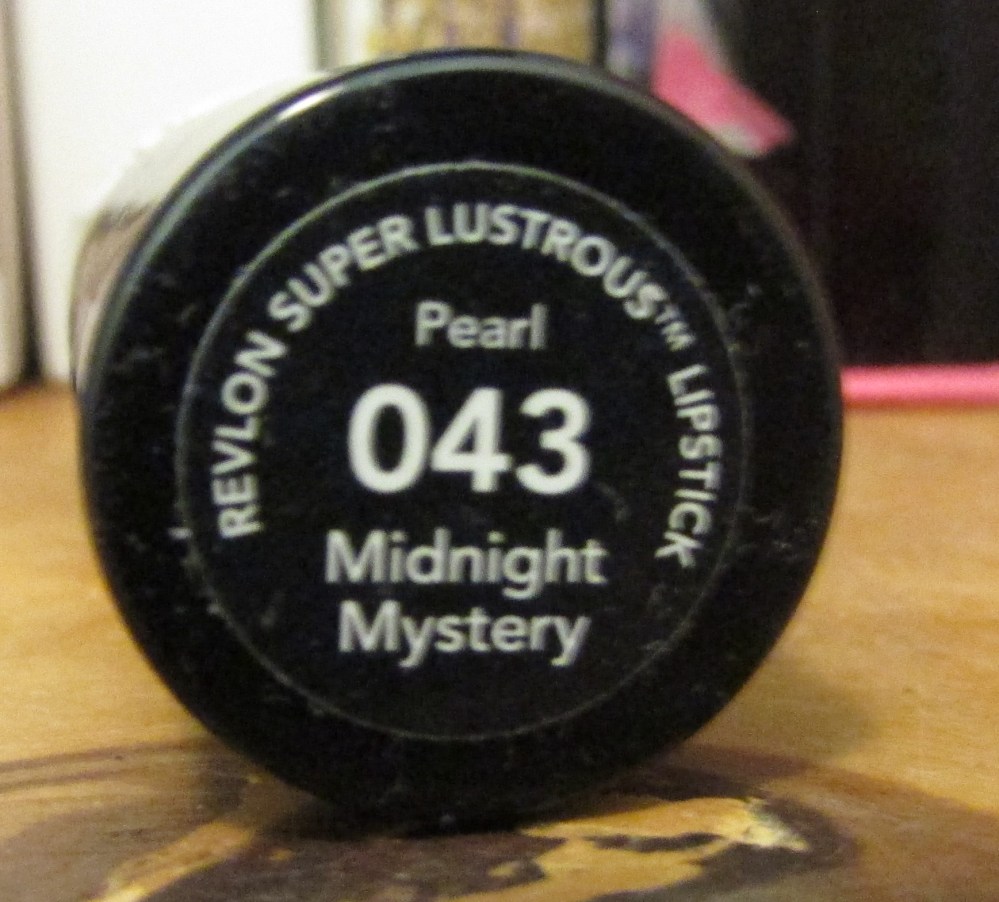 REVLON SUPER LUSTROUS™ LIPSTICK
Pearl
043
Midnight
Mystery